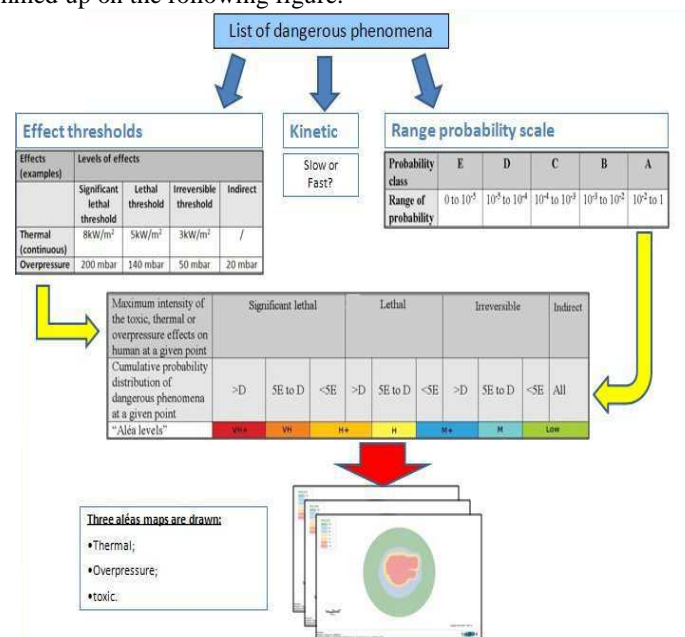 nmed up on the following figure.
List of dangerous phenomena
Effect thresholds
Effects (examples) Levels of effects
Significant lethal threshold Lethal threshold Irreversible threshold Indirect
Thermal (continuous) 8kW/m² 5kW/m² 3kW/m² /
Overpressure 200 mbar 140 mbar 50 mbar 20 mbar
Kinetic
Slow or
Fast?
Range probability scale
Probability class E D C B A
Range of probability 0 to 10⁻⁵ 10⁻⁵ to 10⁻⁴ 10⁻⁴ to 10⁻³ 10⁻³ to 10⁻² 10⁻² to 1
Maximum intensity of
the toxic, thermal or
overpressure effects on
human at a given point
Significant lethal Lethal Irreversible Indirect
Cumulative probability
distribution of
dangerous phenomena
at a given point
>D 5E to D <5E >D 5E to D <5E >D 5E to D <5E All
"Aléa levels" VH+ VH H+ H M+ M Low
Three aléas maps are drawn:
•Thermal;
•Overpressure;
•toxic.